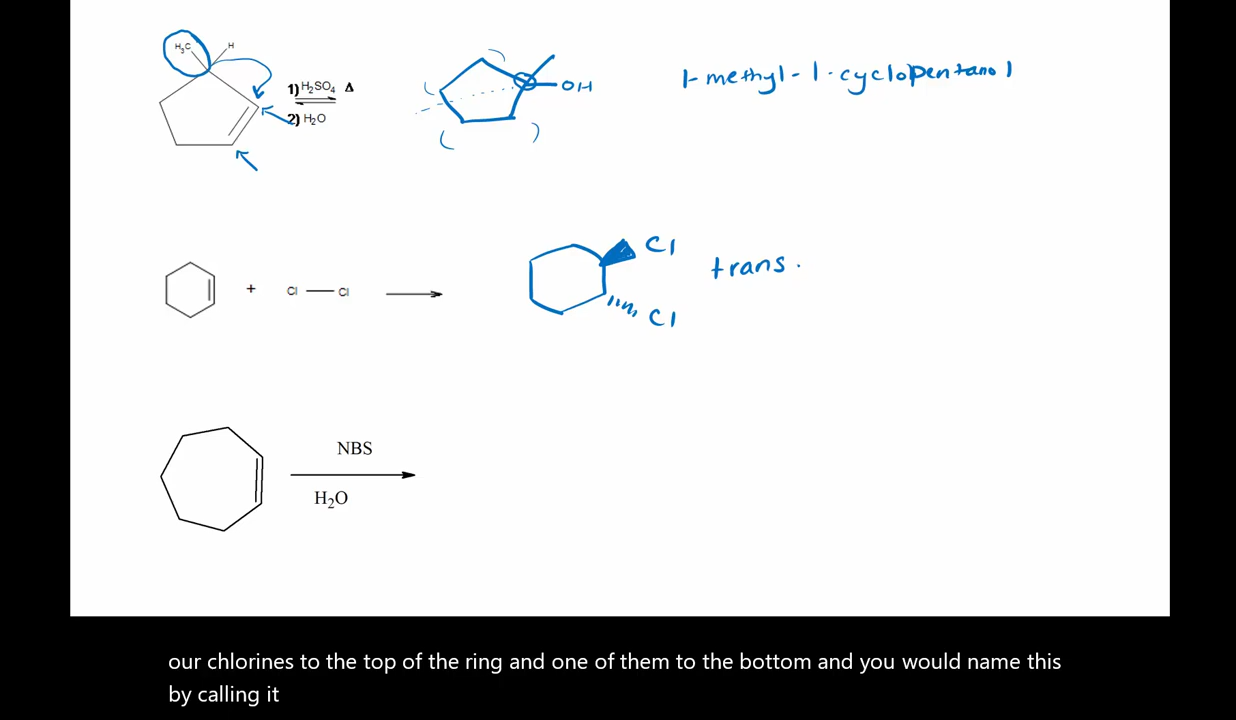 H₃C H
1) H₂SO₄ Δ
2) H₂O
OH
1-methyl-1-cyclopentanol
+ Cl Cl
Cl
Cl
trans.
NBS
H₂O
our chlorines to the top of the ring and one of them to the bottom and you would name this
by calling it